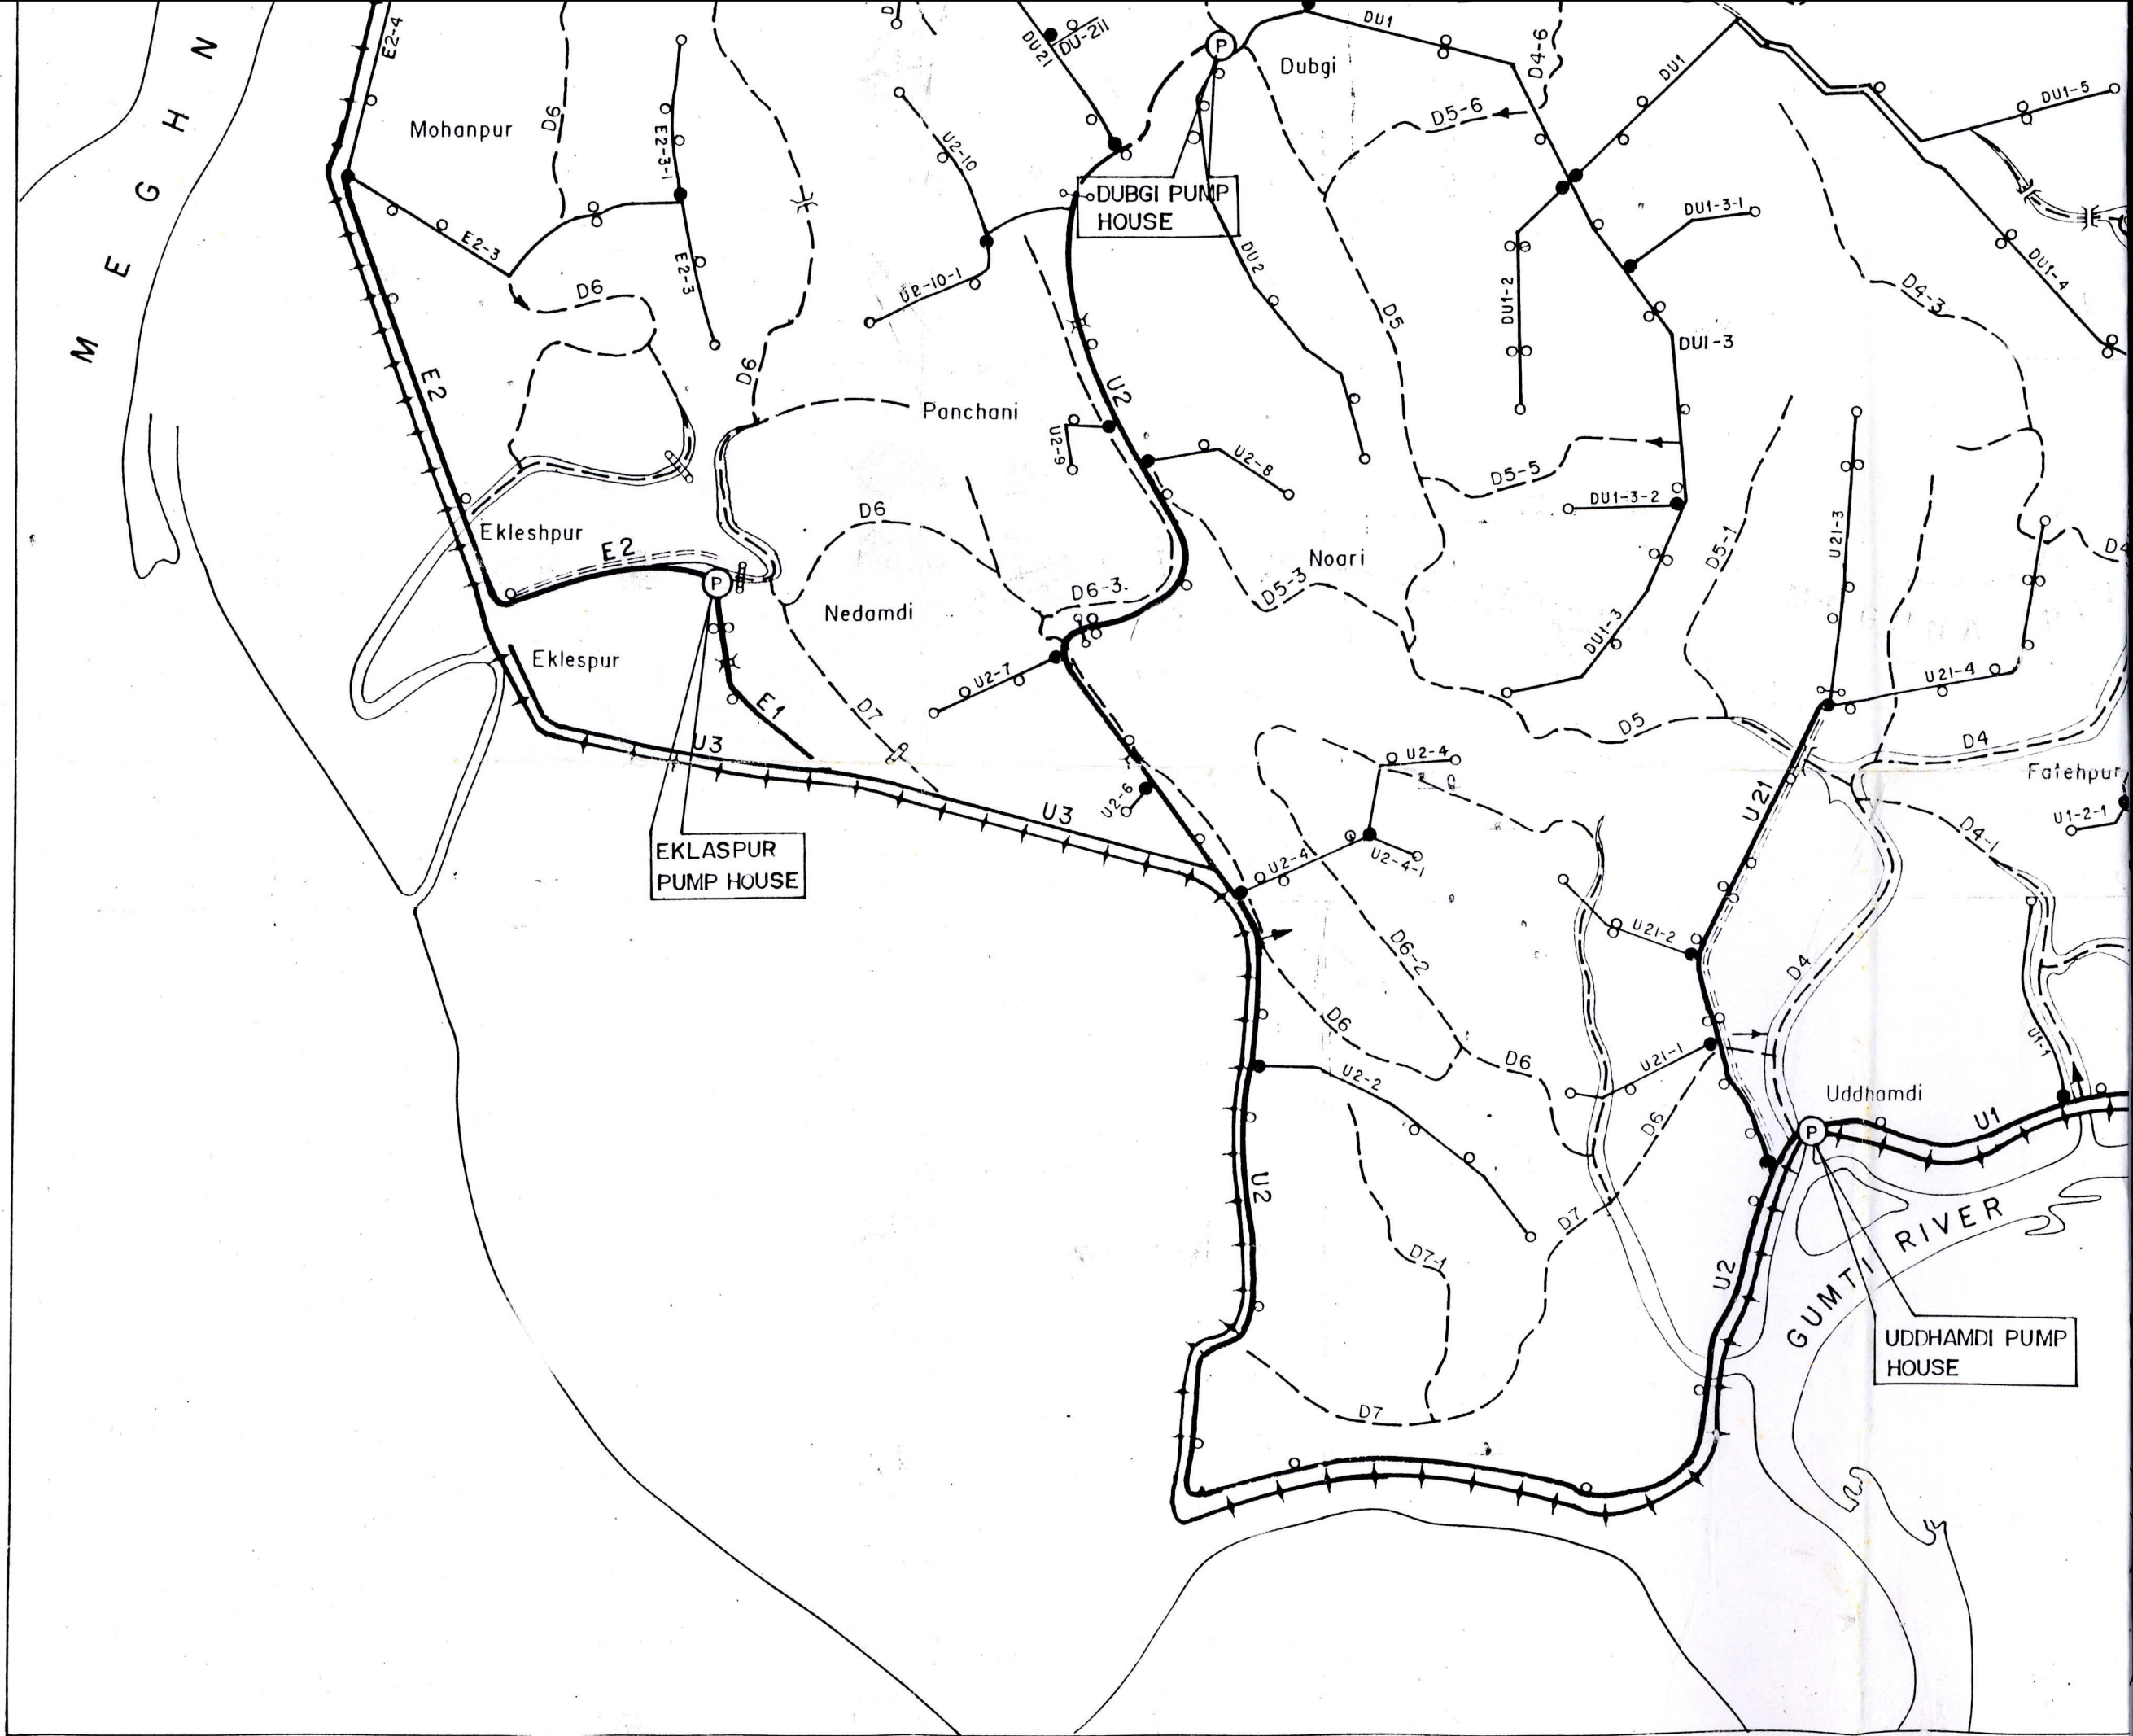 E2-4
MEGHN
Mohanpur
D6
E2-3-1
E2-3
E2-3
D6
D6
E2
D
DU21
DU-211
U2-10
U2-10-1
DUBGI PUMP
HOUSE
Dubgi
DU1
D4-6
DU1
DU1-5
D5-6
DU1-3-1
DU1-2
DU1-4
D4-3
DU2
D5
DU1-3
U2
Panchani
U2-9
U2-8
D5-5
DU1-3-2
D5-1
U21-3
D4
Ekleshpur
E2
D6
Noari
D5-3
D6-3
Nedamdi
DU1-3
Eklespur
E1
D7
U2-7
U21-4
D5
D4
Fatehpur
U3
U3
U2-6
U2-4
U21
U1-2-1
D4-1
EKLASPUR
PUMP HOUSE
U2-4
U2-4-1
U21-2
D6-2
D4
D6
D6
U21-1
U1-1
U2-2
D6
Uddhamdi
U1
U2
D7
D7-1
U2
GUMTI RIVER
UDDHAMDI PUMP
HOUSE
D7